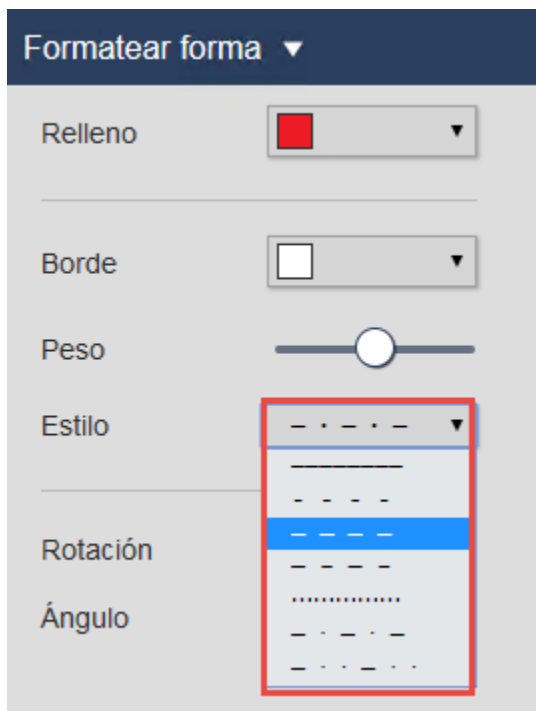 Formatear forma
Relleno
Borde
Peso
Estilo
Rotación
Ángulo